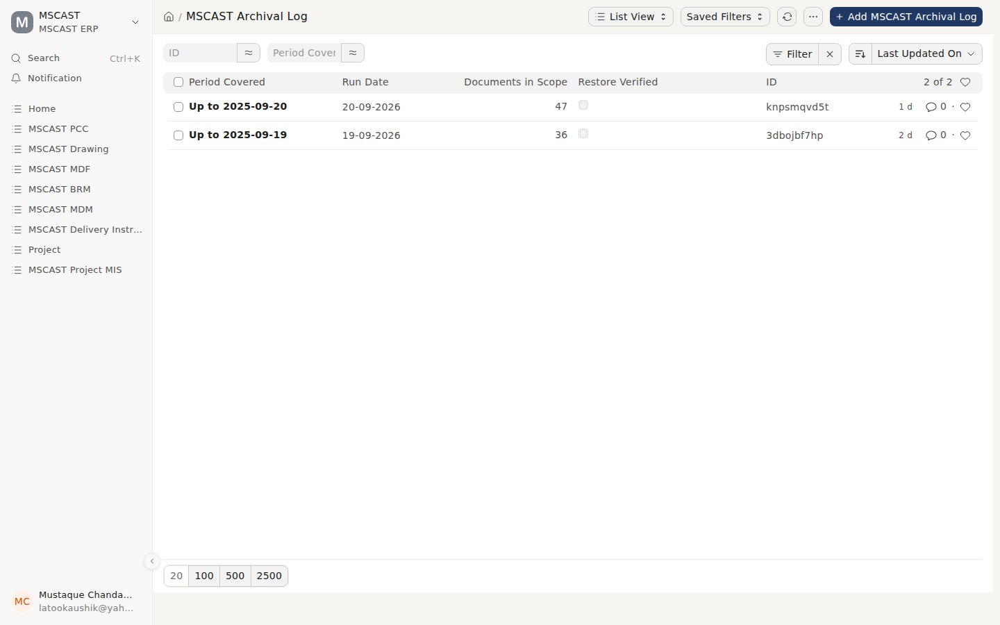 MSCAST
MSCAST ERP
Search Ctrl+K
Notification
Home
MSCAST PCC
MSCAST Drawing
MSCAST MDF
MSCAST BRM
MSCAST MDM
MSCAST Delivery Instr...
Project
MSCAST Project MIS
Mustaque Chanda...
MC
latookaushik@yah...
/ MSCAST Archival Log
List View
Saved Filters
+ Add MSCAST Archival Log
ID ≈
Period Cover ≈
Filter
Last Updated On
Period Covered Run Date Documents in Scope Restore Verified ID 2 of 2
Up to 2025-09-20 20-09-2026 47 knpsmqvd5t 1 d 0 ·
Up to 2025-09-19 19-09-2026 36 3dbojbf7hp 2 d 0 ·
20 100 500 2500